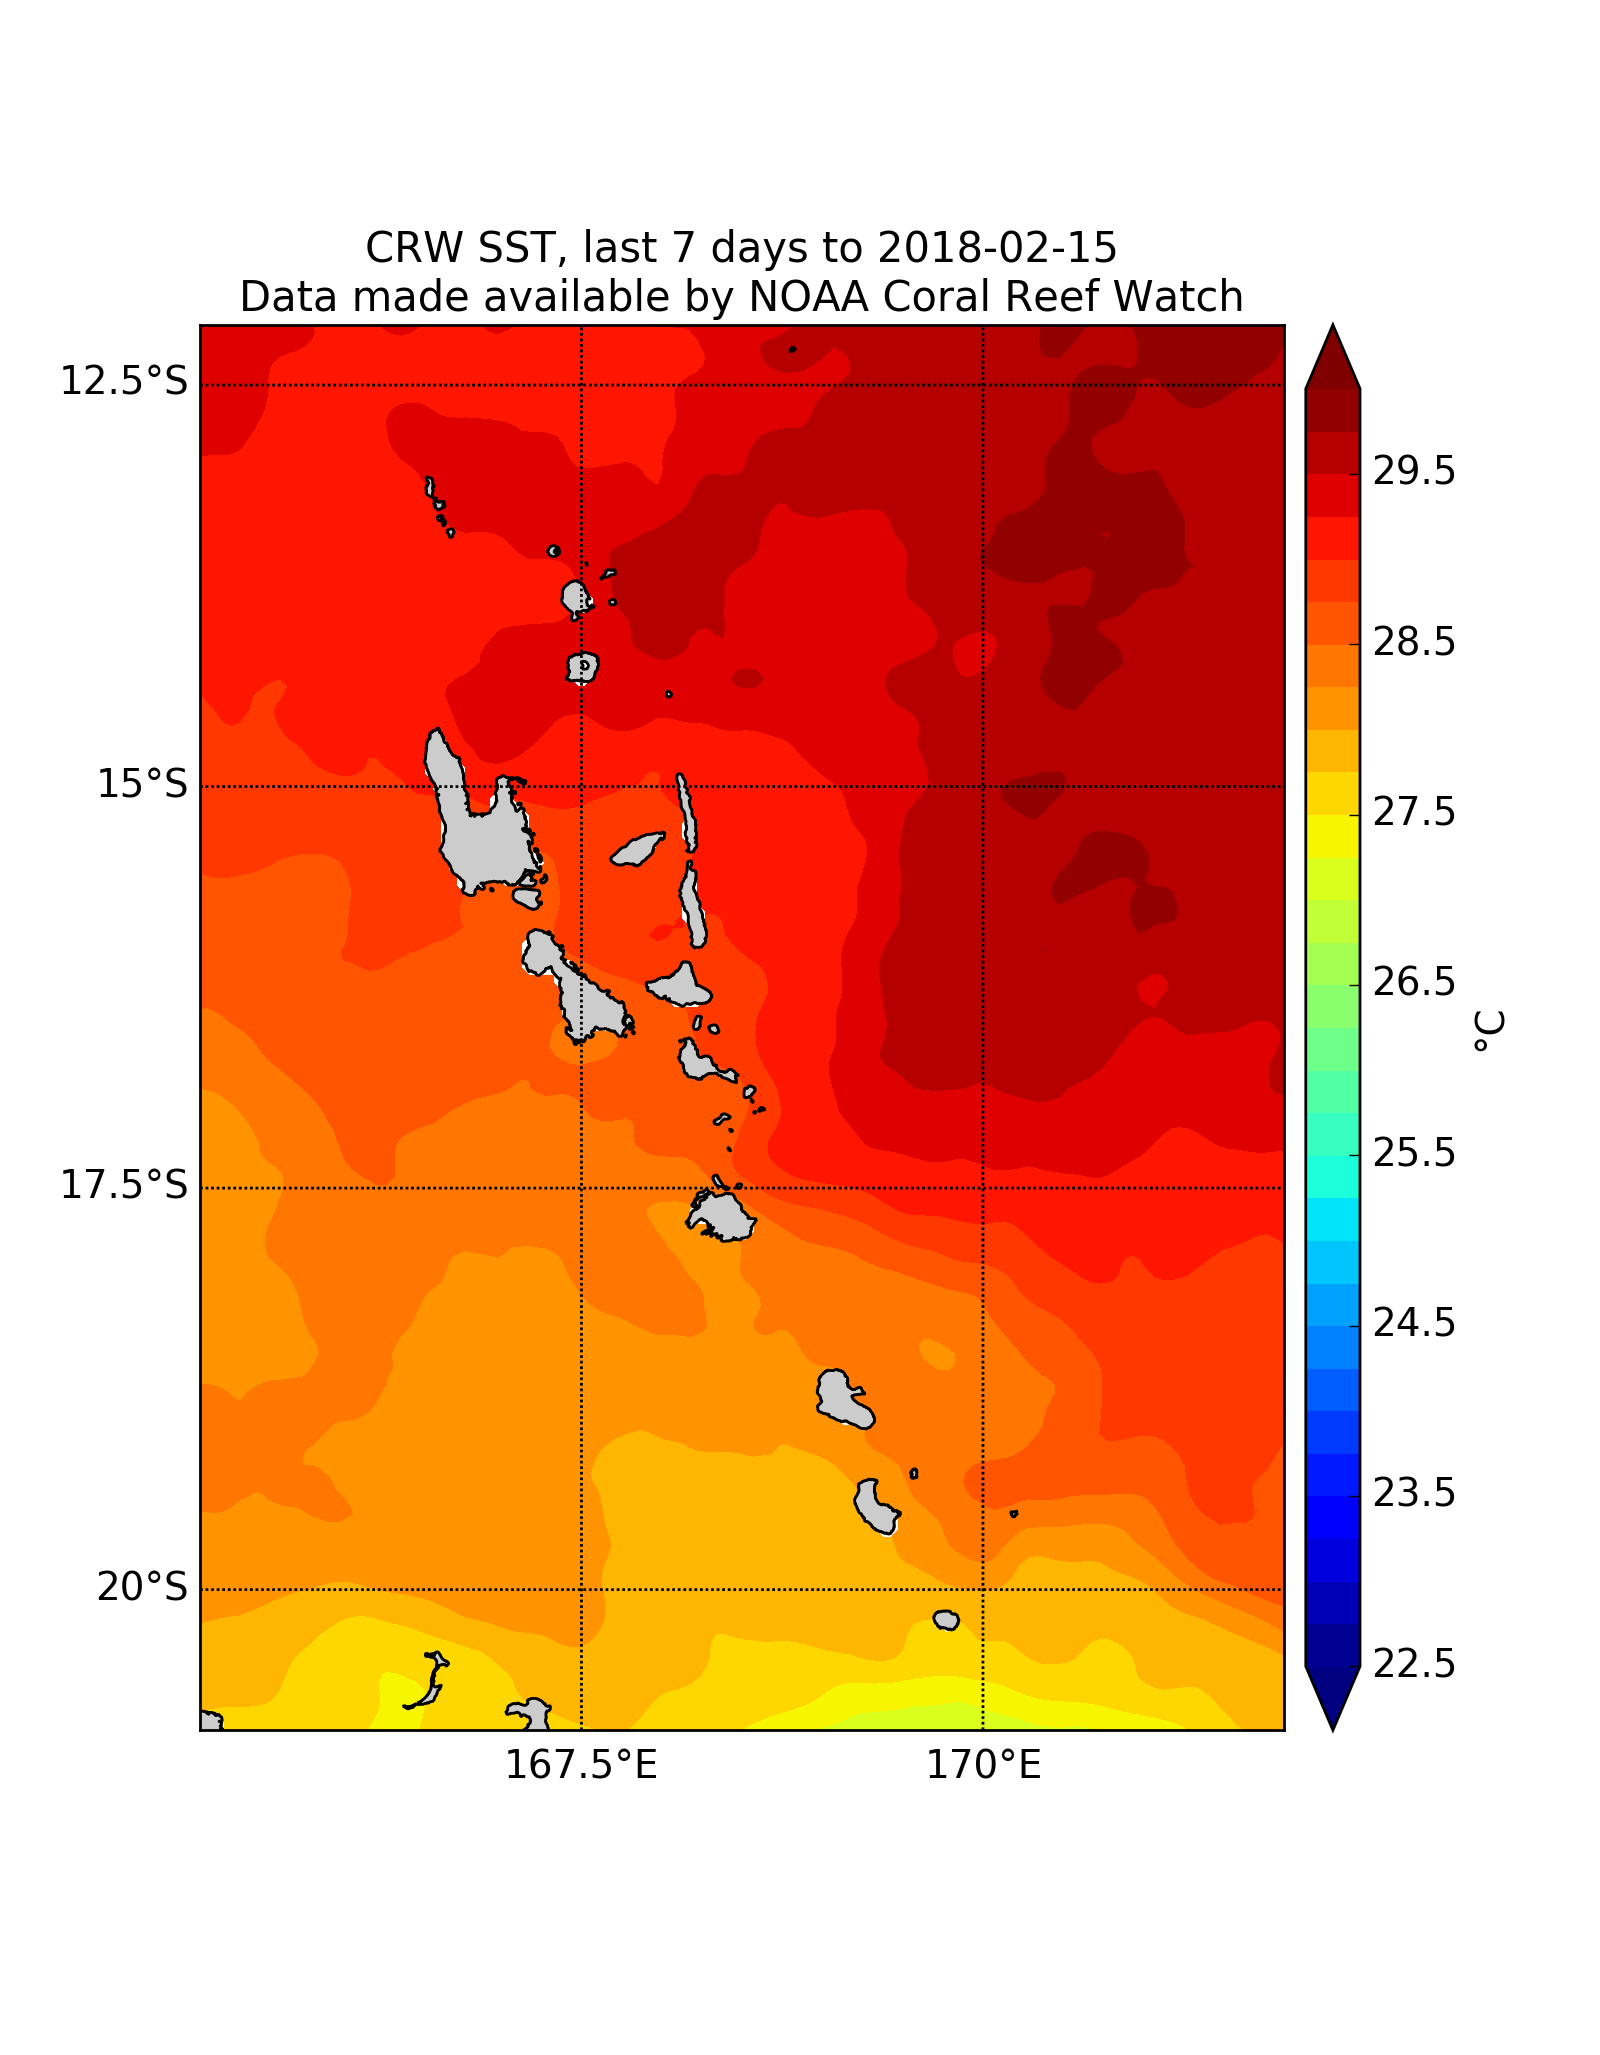 CRW SST, last 7 days to 2018-02-15
Data made available by NOAA Coral Reef Watch
12.5°S
15°S
17.5°S
20°S
167.5°E
170°E
29.5
28.5
27.5
26.5
25.5
24.5
23.5
22.5
°C